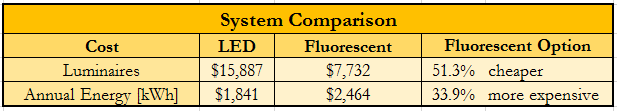 System Comparison
Cost LED Fluorescent Fluorescent Option
Luminaires $15,887 $7,732 51.3% cheaper
Annual Energy [kWh] $1,841 $2,464 33.9% more expensive